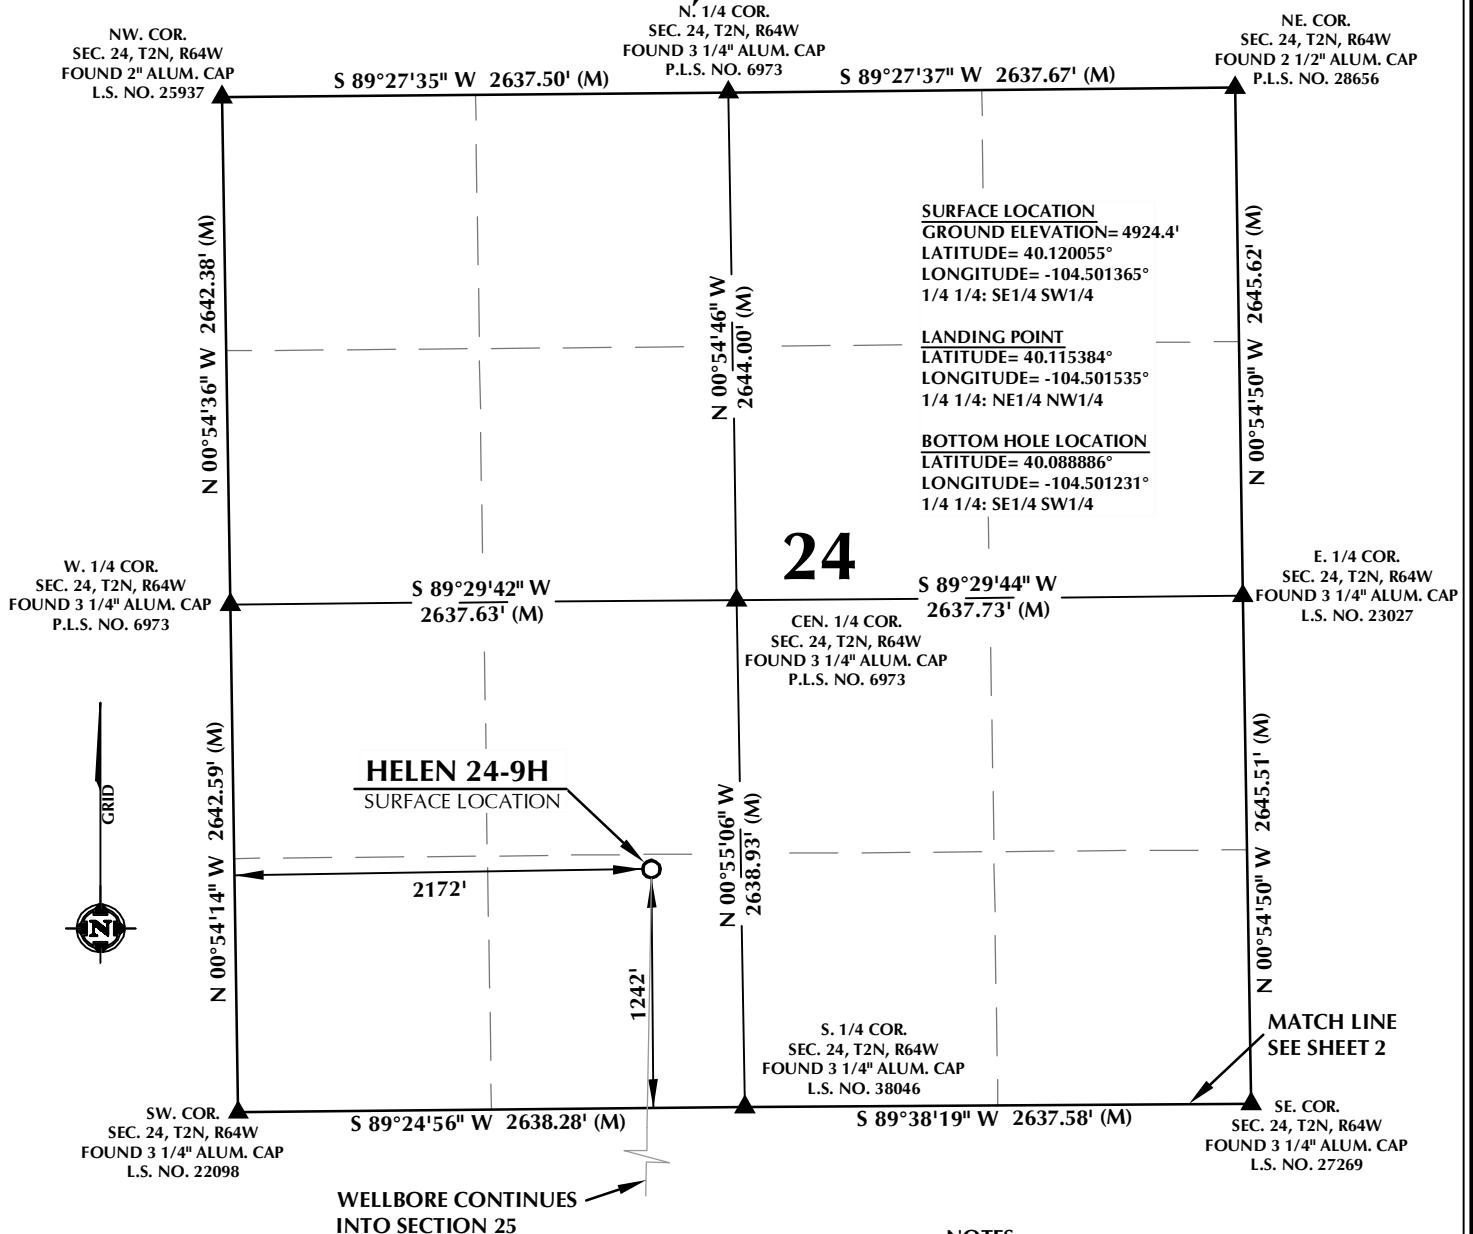 N. 1/4 COR.
SEC. 24, T2N, R64W
FOUND 3 1/4" ALUM. CAP
P.L.S. NO. 6973
NW. COR.
SEC. 24, T2N, R64W
FOUND 2" ALUM. CAP
L.S. NO. 25937
NE. COR.
SEC. 24, T2N, R64W
FOUND 2 1/2" ALUM. CAP
P.L.S. NO. 28656
S 89°27'35" W 2637.50' (M)
S 89°27'37" W 2637.67' (M)
N 00°54'36" W 2642.38' (M)
N 00°54'46" W
2644.00' (M)
N 00°54'50" W 2645.62' (M)
SURFACE LOCATION
GROUND ELEVATION= 4924.4'
LATITUDE= 40.120055°
LONGITUDE= -104.501365°
1/4 1/4: SE1/4 SW1/4
LANDING POINT
LATITUDE= 40.115384°
LONGITUDE= -104.501535°
1/4 1/4: NE1/4 NW1/4
BOTTOM HOLE LOCATION
LATITUDE= 40.088886°
LONGITUDE= -104.501231°
1/4 1/4: SE1/4 SW1/4
24
W. 1/4 COR.
SEC. 24, T2N, R64W
FOUND 3 1/4" ALUM. CAP
P.L.S. NO. 6973
S 89°29'42" W
2637.63' (M)
S 89°29'44" W
2637.73' (M)
E. 1/4 COR.
SEC. 24, T2N, R64W
FOUND 3 1/4" ALUM. CAP
L.S. NO. 23027
CEN. 1/4 COR.
SEC. 24, T2N, R64W
FOUND 3 1/4" ALUM. CAP
P.L.S. NO. 6973
GRID
N
N 00°54'14" W 2642.59' (M)
HELEN 24-9H
SURFACE LOCATION
2172'
1242'
N 00°55'06" W
2638.93' (M)
N 00°54'50" W 2645.51' (M)
S. 1/4 COR.
SEC. 24, T2N, R64W
FOUND 3 1/4" ALUM. CAP
L.S. NO. 38046
MATCH LINE
SEE SHEET 2
SW. COR.
SEC. 24, T2N, R64W
FOUND 3 1/4" ALUM. CAP
L.S. NO. 22098
S 89°24'56" W 2638.28' (M)
S 89°38'19" W 2637.58' (M)
SE. COR.
SEC. 24, T2N, R64W
FOUND 3 1/4" ALUM. CAP
L.S. NO. 27269
WELLBORE CONTINUES
INTO SECTION 25
NOTES